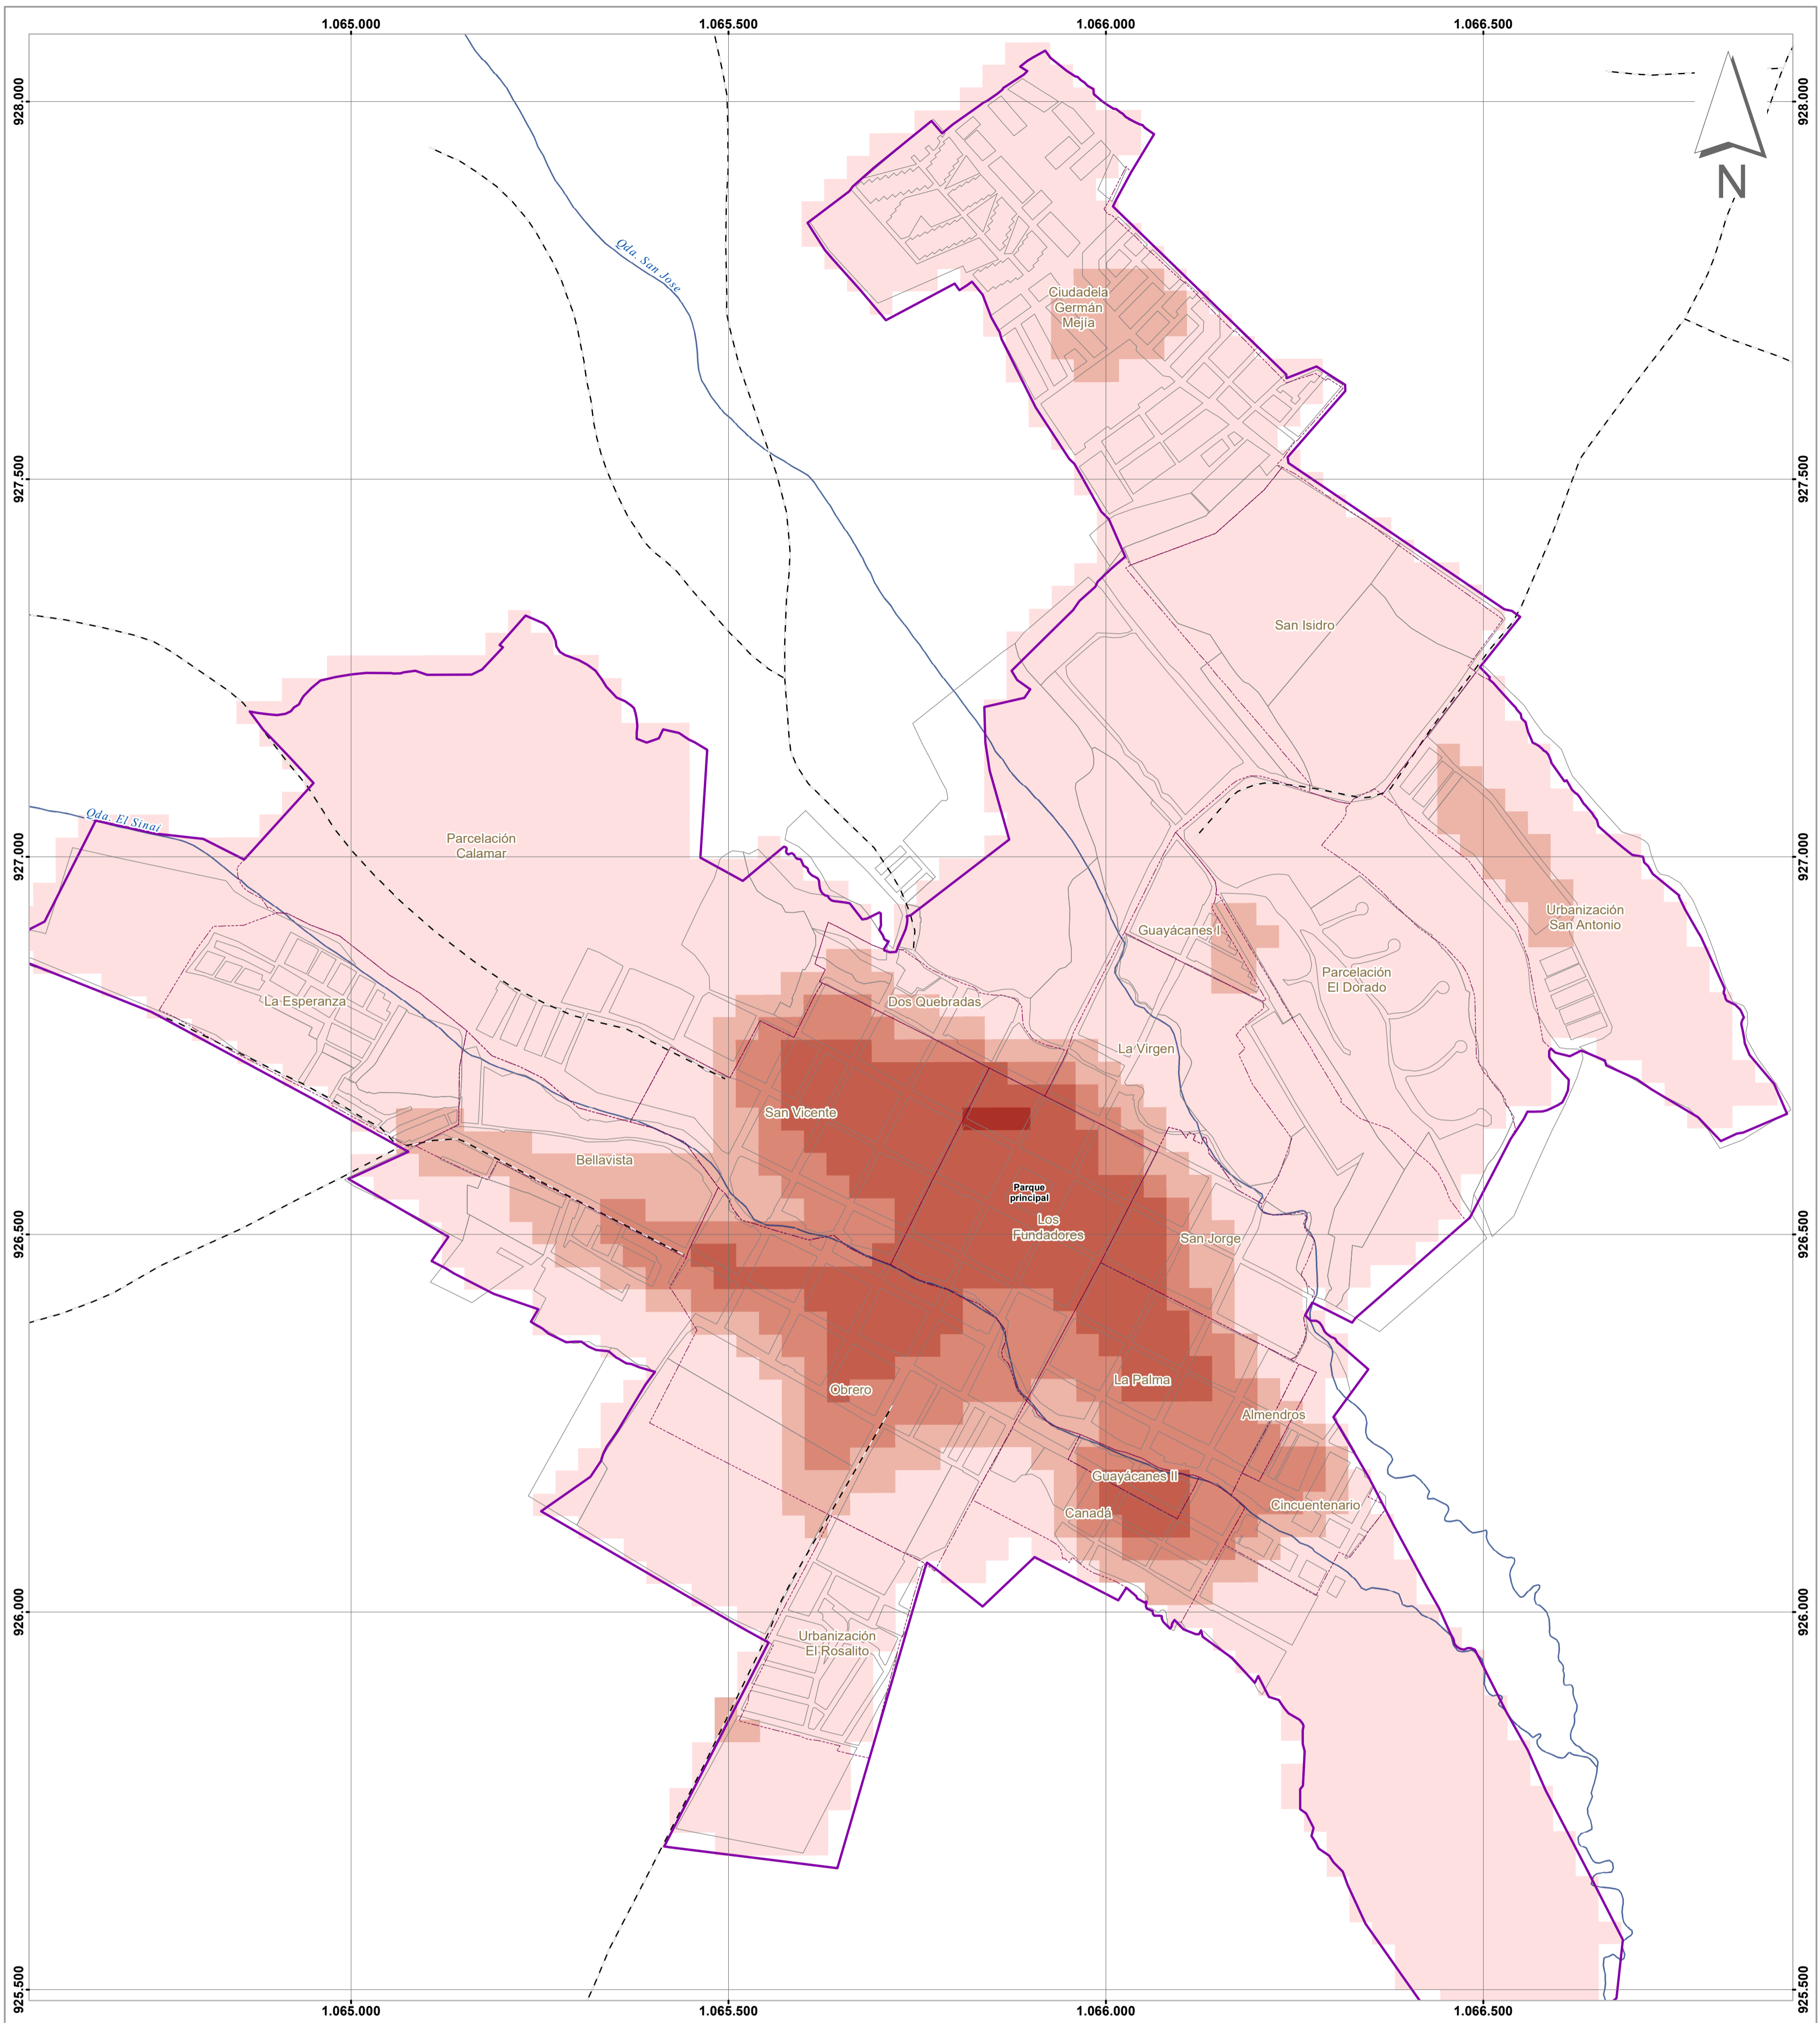 1.065.000
1.065.500
1.066.000
1.066.500
928.000
928.000
N
Qda. San Jose
Ciudadela
Germán
Mejía
927.500
927.500
San Isidro
Qda. El Sinai
Parcelación
Calamar
927.000
927.000
Urbanización
San Antonio
Guayácanes I
Parcelación
El Dorado
La Esperanza
Dos Quebradas
La Virgen
San Vicente
Bellavista
Parque
principal
Los
Fundadores
San Jorge
926.500
926.500
Obrero
La Palma
Almendros
Guayácanes II
Canadá
Cincuentenario
926.000
926.000
Urbanización
El Rosalito
925.500
925.500
1.065.000
1.065.500
1.066.000
1.066.500